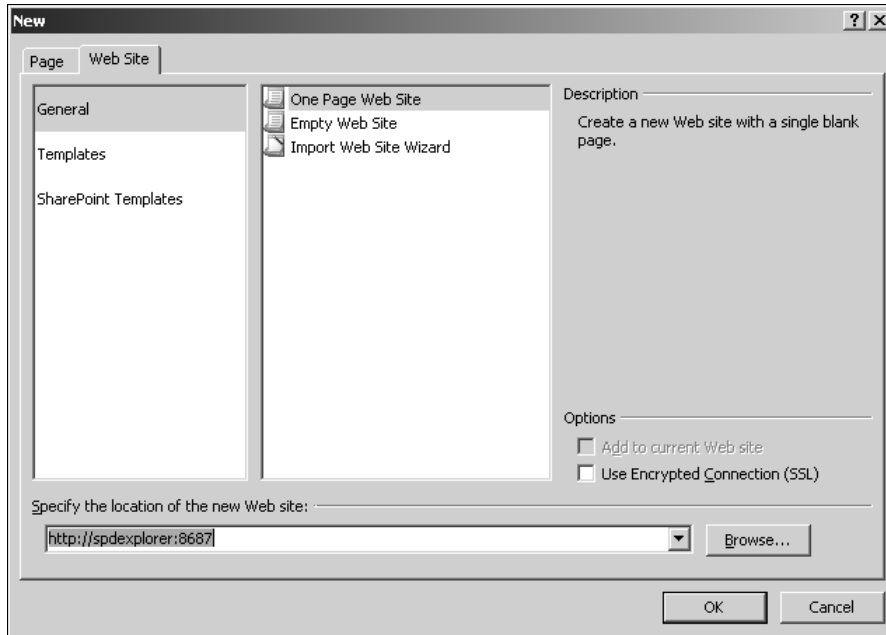 New
Page
Web Site
General
Templates
SharePoint Templates
One Page Web Site
Empty Web Site
Import Web Site Wizard
Description
Create a new Web site with a single blank
page.
Options
Add to current Web site
Use Encrypted Connection (SSL)
Specify the location of the new Web site:
http://spdexplorer:8687
Browse...
OK
Cancel